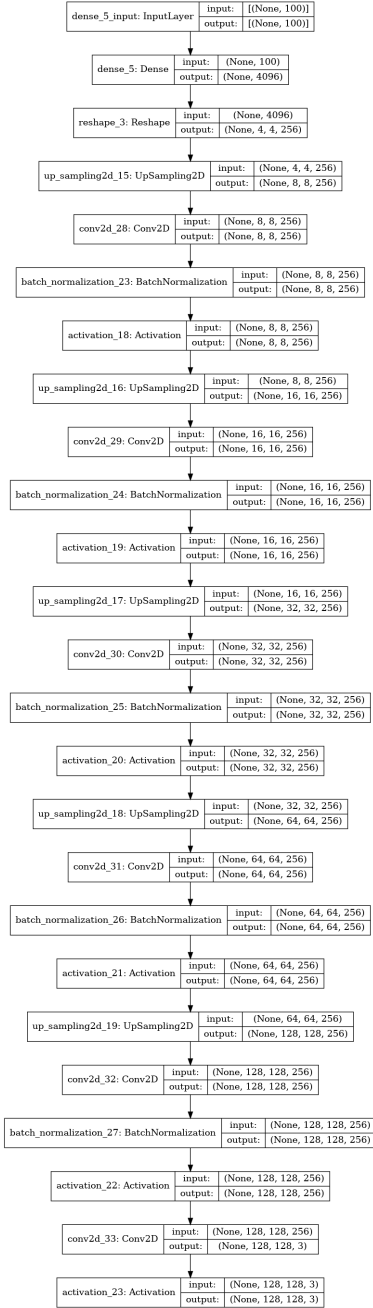 dense_5_input: InputLayer input: [(None, 100)]
output: [(None, 100)]
dense_5: Dense input: (None, 100)
output: (None, 4096)
reshape_3: Reshape input: (None, 4096)
output: (None, 4, 4, 256)
up_sampling2d_15: UpSampling2D input: (None, 4, 4, 256)
output: (None, 8, 8, 256)
conv2d_28: Conv2D input: (None, 8, 8, 256)
output: (None, 8, 8, 256)
batch_normalization_23: BatchNormalization input: (None, 8, 8, 256)
output: (None, 8, 8, 256)
activation_18: Activation input: (None, 8, 8, 256)
output: (None, 8, 8, 256)
up_sampling2d_16: UpSampling2D input: (None, 8, 8, 256)
output: (None, 16, 16, 256)
conv2d_29: Conv2D input: (None, 16, 16, 256)
output: (None, 16, 16, 256)
batch_normalization_24: BatchNormalization input: (None, 16, 16, 256)
output: (None, 16, 16, 256)
activation_19: Activation input: (None, 16, 16, 256)
output: (None, 16, 16, 256)
up_sampling2d_17: UpSampling2D input: (None, 16, 16, 256)
output: (None, 32, 32, 256)
conv2d_30: Conv2D input: (None, 32, 32, 256)
output: (None, 32, 32, 256)
batch_normalization_25: BatchNormalization input: (None, 32, 32, 256)
output: (None, 32, 32, 256)
activation_20: Activation input: (None, 32, 32, 256)
output: (None, 32, 32, 256)
up_sampling2d_18: UpSampling2D input: (None, 32, 32, 256)
output: (None, 64, 64, 256)
conv2d_31: Conv2D input: (None, 64, 64, 256)
output: (None, 64, 64, 256)
batch_normalization_26: BatchNormalization input: (None, 64, 64, 256)
output: (None, 64, 64, 256)
activation_21: Activation input: (None, 64, 64, 256)
output: (None, 64, 64, 256)
up_sampling2d_19: UpSampling2D input: (None, 64, 64, 256)
output: (None, 128, 128, 256)
conv2d_32: Conv2D input: (None, 128, 128, 256)
output: (None, 128, 128, 256)
batch_normalization_27: BatchNormalization input: (None, 128, 128, 256)
output: (None, 128, 128, 256)
activation_22: Activation input: (None, 128, 128, 256)
output: (None, 128, 128, 256)
conv2d_33: Conv2D input: (None, 128, 128, 256)
output: (None, 128, 128, 3)
activation_23: Activation input: (None, 128, 128, 3)
output: (None, 128, 128, 3)